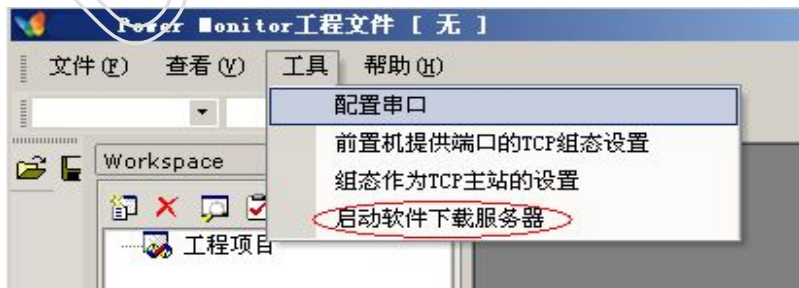 Power Monitor工程文件 [ 无 ]
文件(F) 查看(V) 工具 帮助(H)
配置串口
前置机提供端口的TCP组态设置
Workspace
组态作为TCP主站的设置
启动软件下载服务器
工程项目